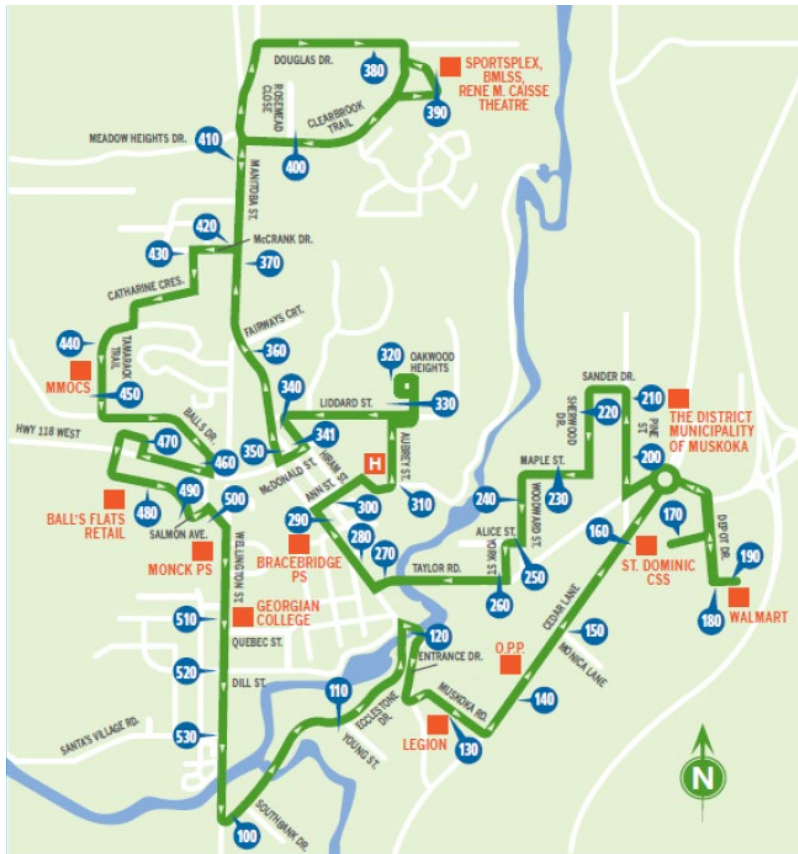 DOUGLAS DR.
380
SPORTSPLEX,
BMLSS,
RENE M. CAISSE
THEATRE
390
ROSEMEAD
CLOSE
CLEARBROOK
TRAIL
400
MEADOW HEIGHTS DR.
410
MANITOBA ST.
420
McCRANK DR.
430
370
CATHARINE CRES.
FAIRWAYS CRT.
360
440
TAMARACK
TRAIL
MMOCS
450
320
OAKWOOD
HEIGHTS
340
LIDDARD ST.
330
SANDER DR.
210
THE DISTRICT
MUNICIPALITY
OF MUSKOKA
PINE
ST.
220
SHERWOOD
DR.
200
BALLS DR.
HWY 118 WEST
470
460
350
341
McDONALD ST.
HIRAM ST.
H
AUBREY ST.
310
MAPLE ST.
230
240
WOODWARD ST.
ANN ST.
300
290
280
270
BRACEBRIDGE
PS
BALL'S FLATS
RETAIL
480
490
500
SALMON AVE.
MONCK PS
WELLINGTON ST.
ALICE ST.
YORK ST.
250
260
TAYLOR RD.
160
170
ST. DOMINIC
CSS
DEPOT DR.
190
180
WALMART
CEDAR LANE
150
MONICA LANE
510
GEORGIAN
COLLEGE
QUEBEC ST.
120
ENTRANCE DR.
O.P.P.
520
DILL ST.
110
ECCLESTONE
DR.
MUSKOKA RD.
140
LEGION
130
YOUNG ST.
530
SANTA'S VILLAGE RD.
100
SOUTHBANK DR.
N